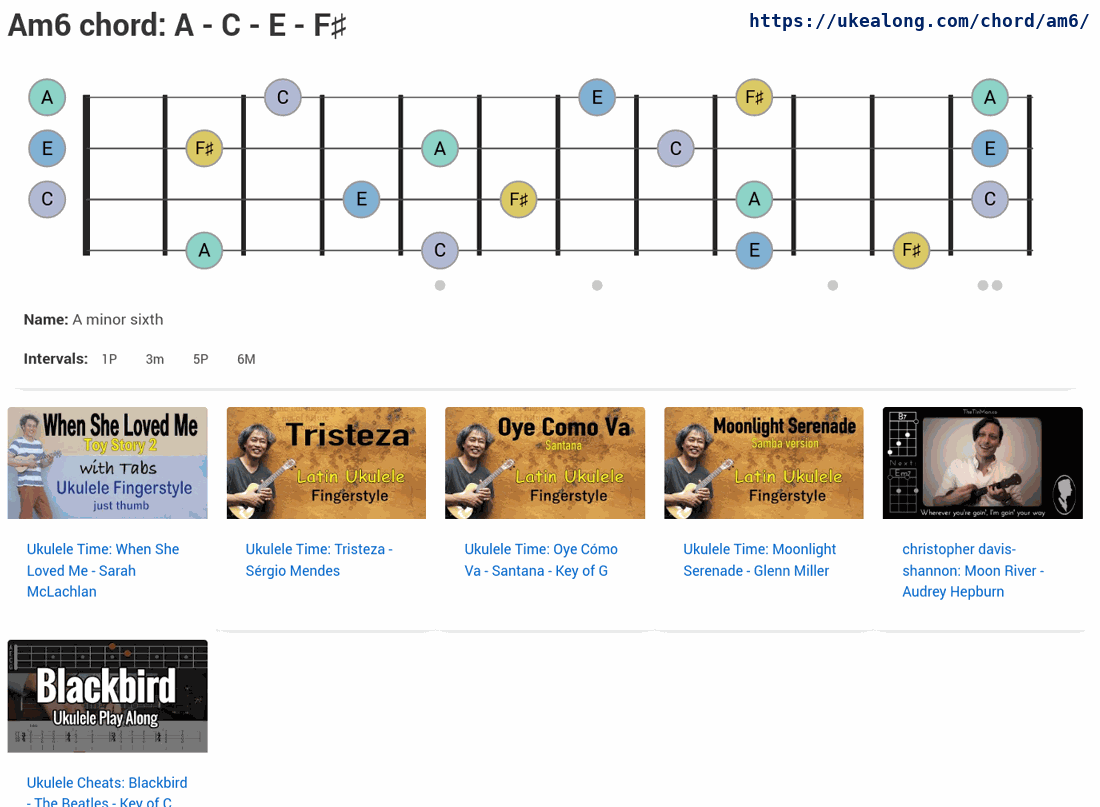 Am6 chord: A - C - E - F♯
https://ukealong.com/chord/am6/
A C E F♯ A
E F♯ A C E
C E F♯ A C
A C E F♯
Name: A minor sixth
Intervals: 1P 3m 5P 6M
When She Loved Me
Toy Story 2
with Tabs
Ukulele Fingerstyle
just thumb
Tristeza
Latin Ukulele
Fingerstyle
Oye Como Va
Santana
Latin Ukulele
Fingerstyle
Moonlight Serenade
Samba version
Latin Ukulele
Fingerstyle
TheTinMan.co
B7
Next:
Em7
Wherever you're goin', I'm goin' your way
Ukulele Time: When She
Loved Me - Sarah
McLachlan
Ukulele Time: Tristeza -
Sérgio Mendes
Ukulele Time: Oye Cómo
Va - Santana - Key of G
Ukulele Time: Moonlight
Serenade - Glenn Miller
christopher davis-
shannon: Moon River -
Audrey Hepburn
Blackbird
Ukulele Play Along
Ukulele Cheats: Blackbird
- The Beatles - Key of C